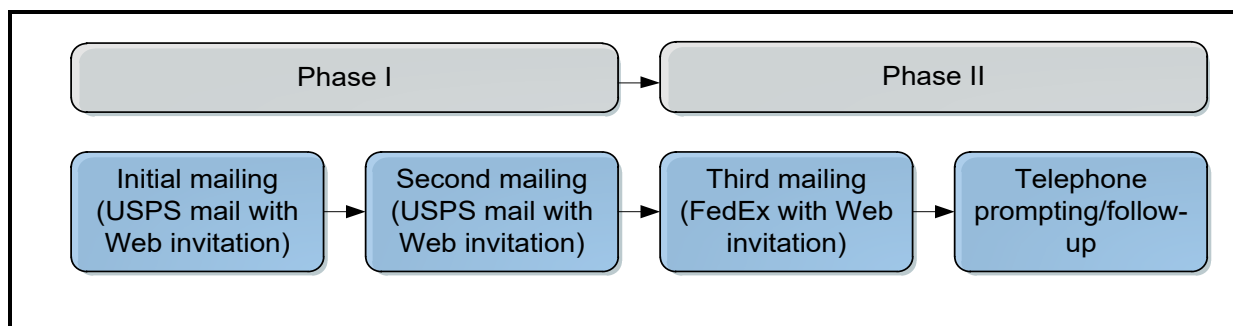 Phase I
Phase II
Initial mailing
(USPS mail with
Web invitation)
Second mailing
(USPS mail with
Web invitation)
Third mailing
(FedEx with Web
invitation)
Telephone
prompting/follow-
up